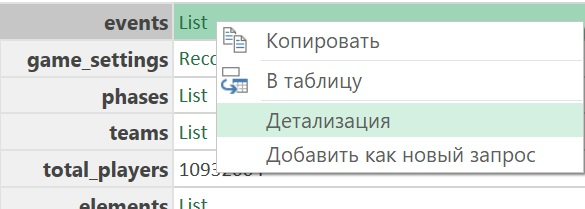 events List
Копировать
game_settings Reco
В таблицу
phases List
teams List
Детализация
total_players
Добавить как новый запрос
elements List